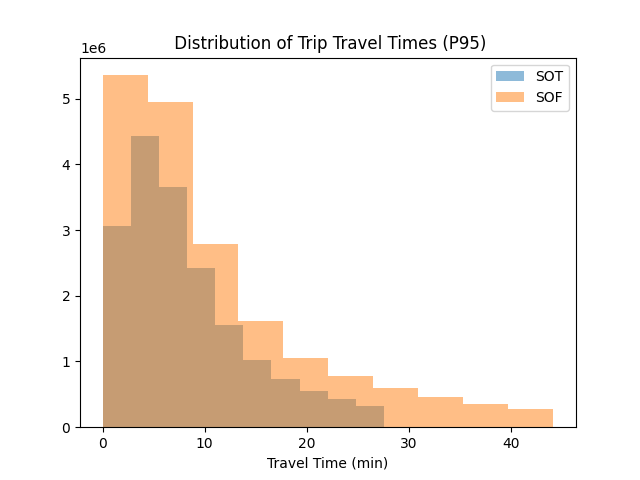 Distribution of Trip Travel Times (P95)
1e6
SOT
SOF
5
4
3
2
1
0
0 10 20 30 40
Travel Time (min)